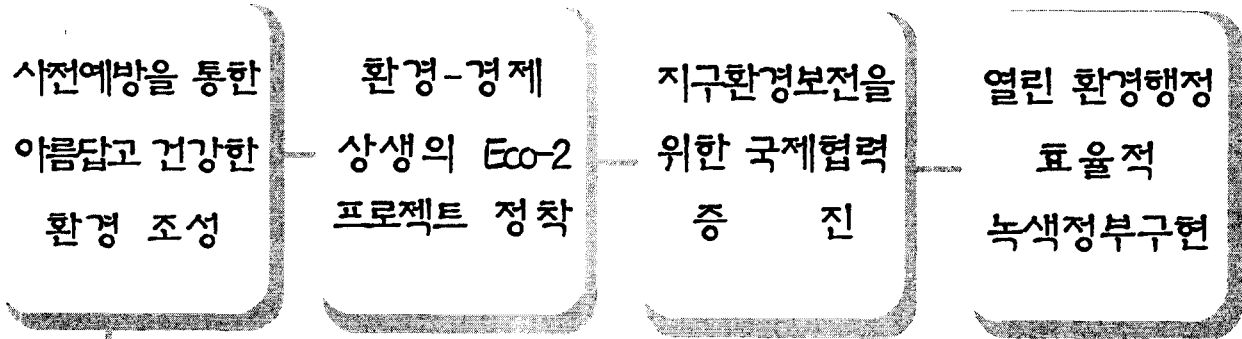 사전예방을 통한
아름답고 건강한
환경 조성
환경-경제
상생의 Eco-2
프로젝트 정착
지구환경보전을
위한 국제협력
증 진
열린 환경행정
효율적
녹색정부구현